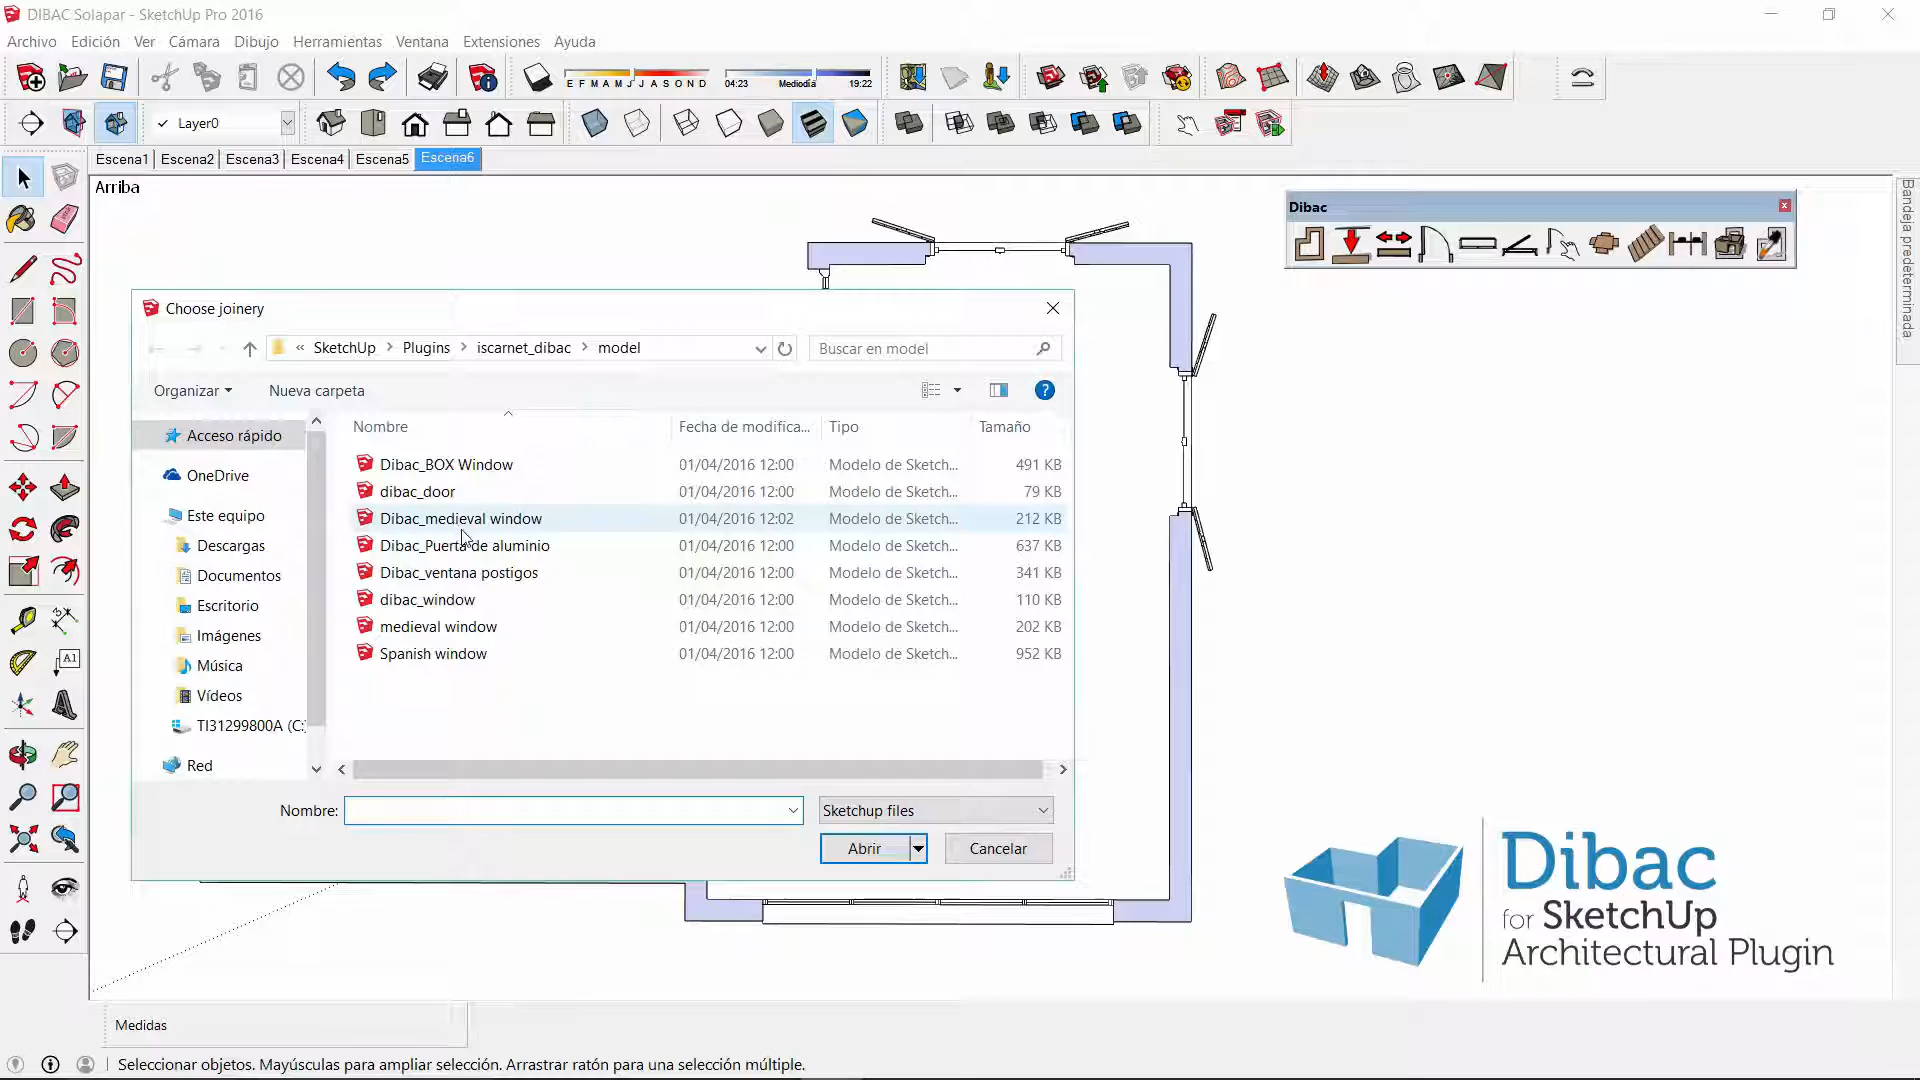 DIBAC Solapar - SketchUp Pro 2016
Archivo Edición Ver Cámara Dibujo Herramientas Ventana Extensiones Ayuda
E F M A M J J A S O N D 04:23 Mediodía 19:22
Layer0
Escena1 Escena2 Escena3 Escena4 Escena5 Escena6
Arriba
Bandeja predeterminada
Dibac
Choose joinery
« SketchUp > Plugins > iscarnet_dibac > model
Buscar en model
Organizar Nueva carpeta
Acceso rápido
OneDrive
Este equipo
Descargas
Documentos
Escritorio
Imágenes
Música
Vídeos
TI31299800A (C:
Red
Nombre Fecha de modifica... Tipo Tamaño
Dibac_BOX Window 01/04/2016 12:00 Modelo de Sketch... 491 KB
dibac_door 01/04/2016 12:00 Modelo de Sketch... 79 KB
Dibac_medieval window 01/04/2016 12:02 Modelo de Sketch... 212 KB
Dibac_Puerta de aluminio 01/04/2016 12:00 Modelo de Sketch... 637 KB
Dibac_ventana postigos 01/04/2016 12:00 Modelo de Sketch... 341 KB
dibac_window 01/04/2016 12:00 Modelo de Sketch... 110 KB
medieval window 01/04/2016 12:00 Modelo de Sketch... 202 KB
Spanish window 01/04/2016 12:00 Modelo de Sketch... 952 KB
Nombre: Sketchup files
Abrir Cancelar
A1
Dibac
for SketchUp
Architectural Plugin
Medidas
Seleccionar objetos. Mayúsculas para ampliar selección. Arrastrar ratón para una selección múltiple.